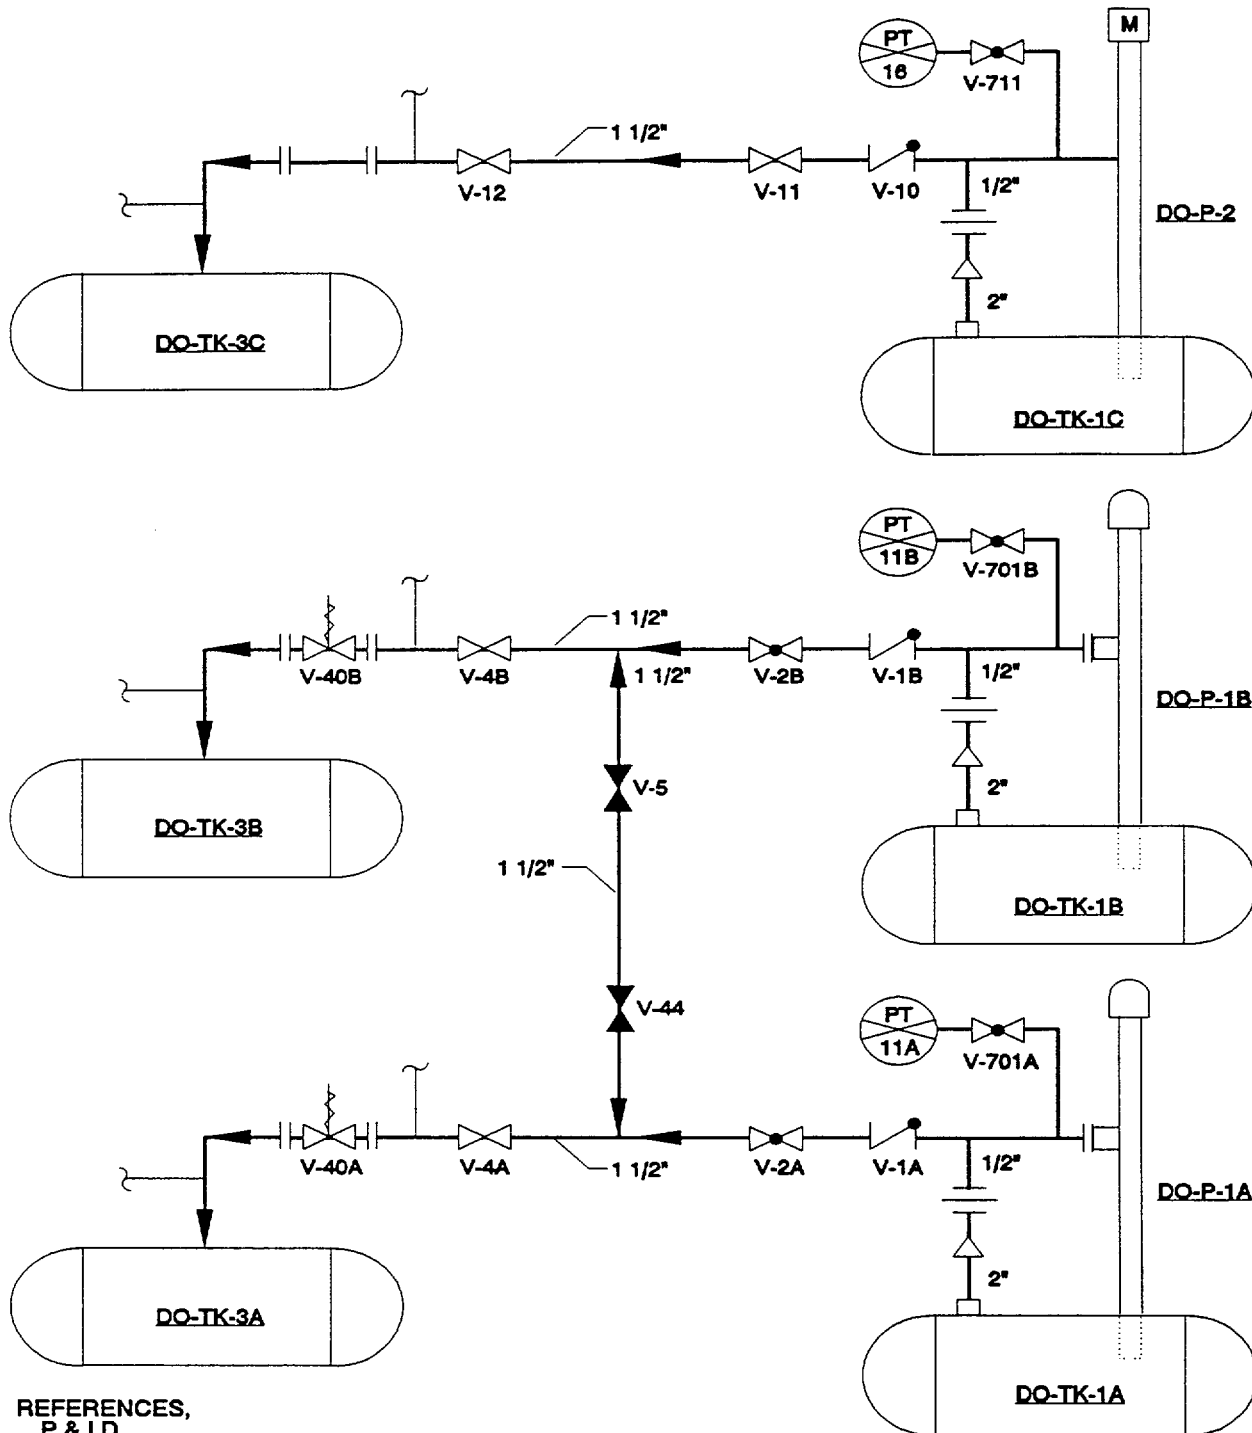 M
PT
16
V-711
1 1/2"
V-12
V-11
V-10
1/2"
DO-P-2
2"
DO-TK-3C
DO-TK-1C
PT
11B
V-701B
1 1/2"
V-40B
V-4B
1 1/2"
V-2B
V-1B
1/2"
DO-P-1B
V-5
2"
DO-TK-3B
1 1/2"
DO-TK-1B
V-44
PT
11A
V-701A
V-40A
V-4A
1 1/2"
V-2A
V-1A
1/2"
DO-P-1A
2"
DO-TK-3A
DO-TK-1A
REFERENCES,
P & I D